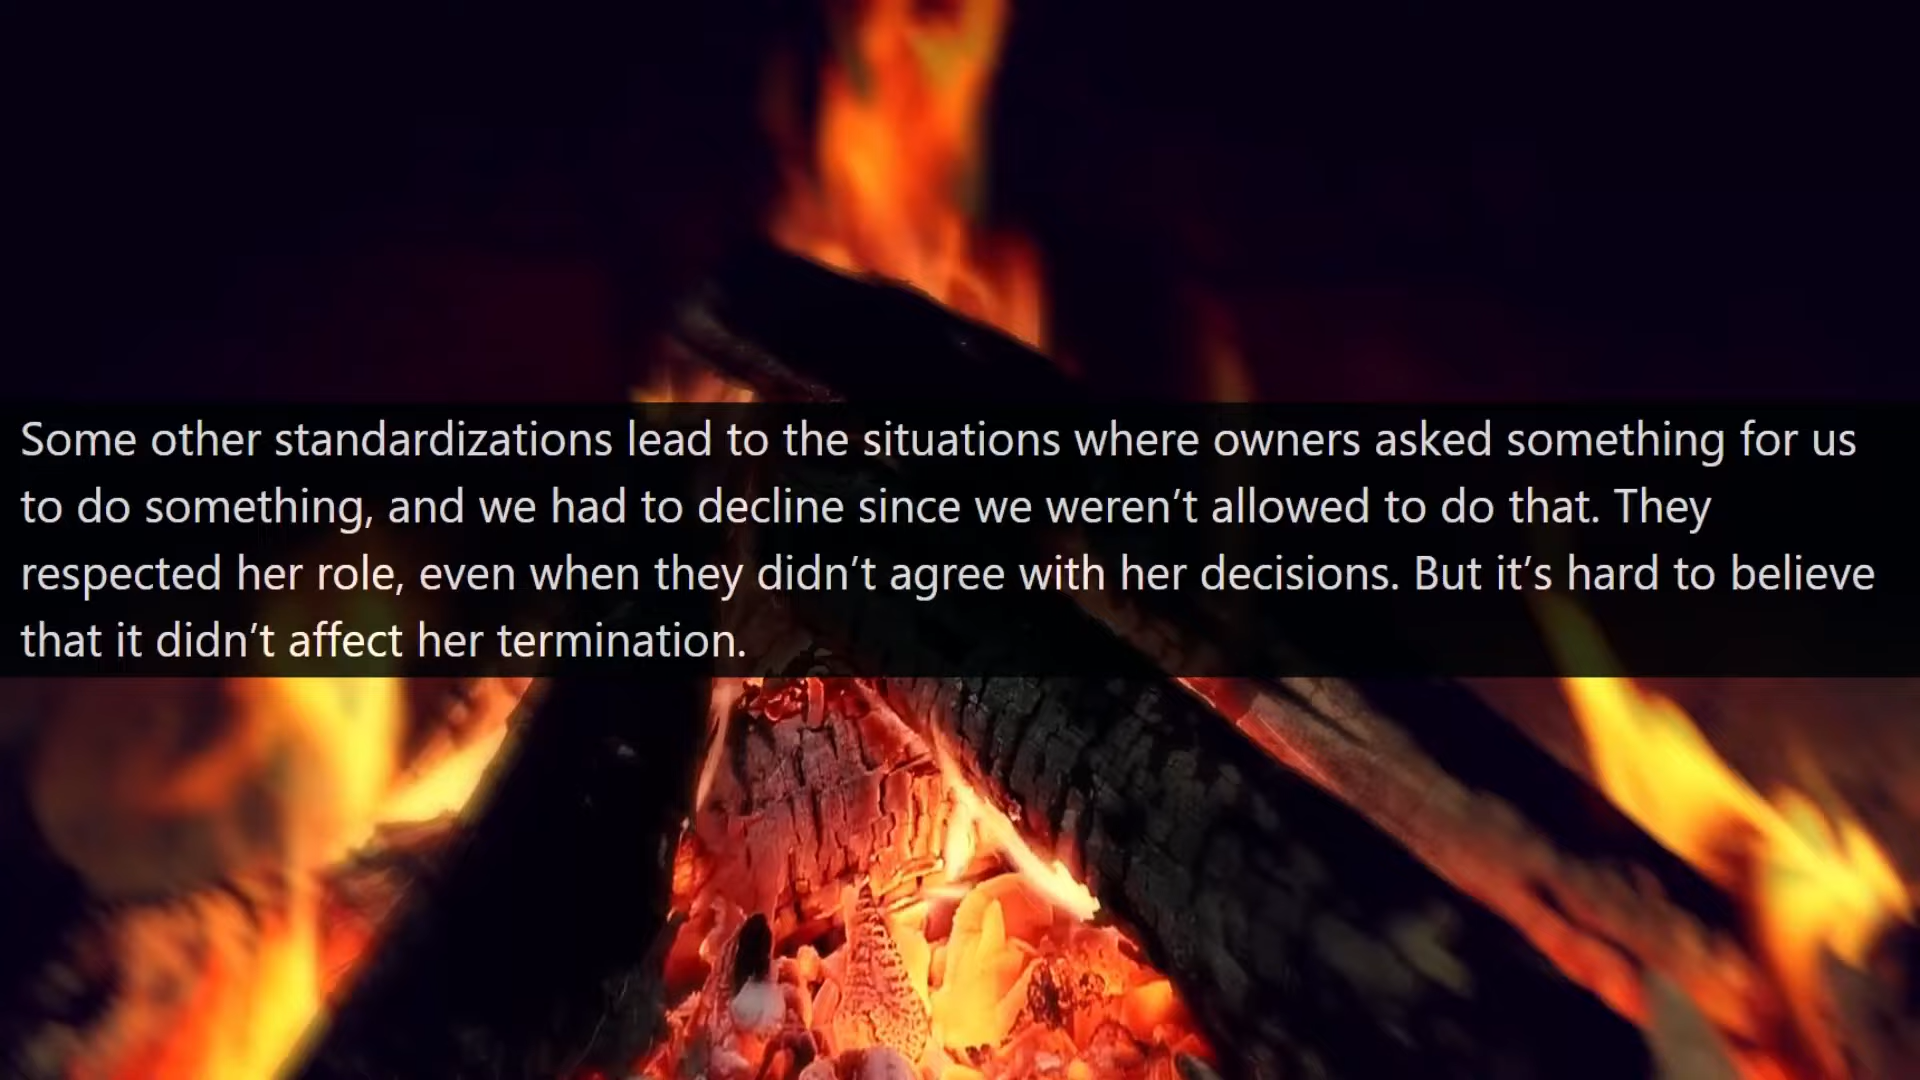 Some other standardizations lead to the situations where owners asked something for us
to do something, and we had to decline since we weren’t allowed to do that. They
respected her role, even when they didn’t agree with her decisions. But it’s hard to believe
that it didn’t affect her termination.